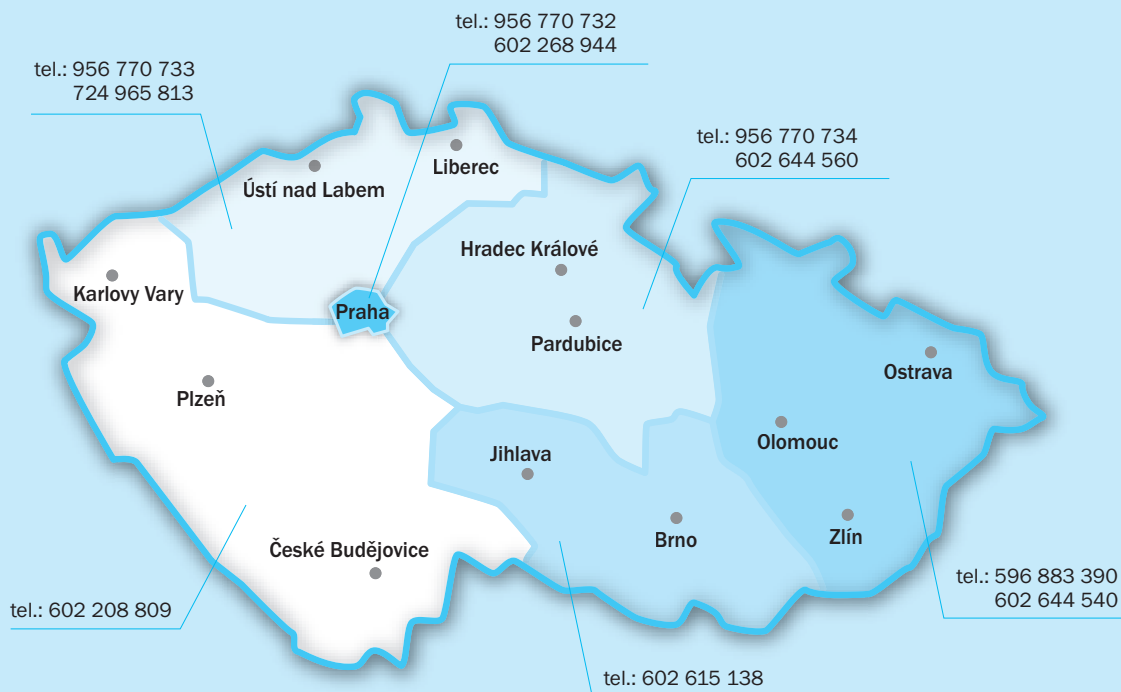 tel.: 956 770 732
602 268 944
tel.: 956 770 733
724 965 813
tel.: 956 770 734
602 644 560
Liberec
Ústí nad Labem
Hradec Králové
Karlovy Vary
Praha
Pardubice
Ostrava
Plzeň
Olomouc
Jihlava
Brno
Zlín
České Budějovice
tel.: 596 883 390
602 644 540
tel.: 602 208 809
tel.: 602 615 138